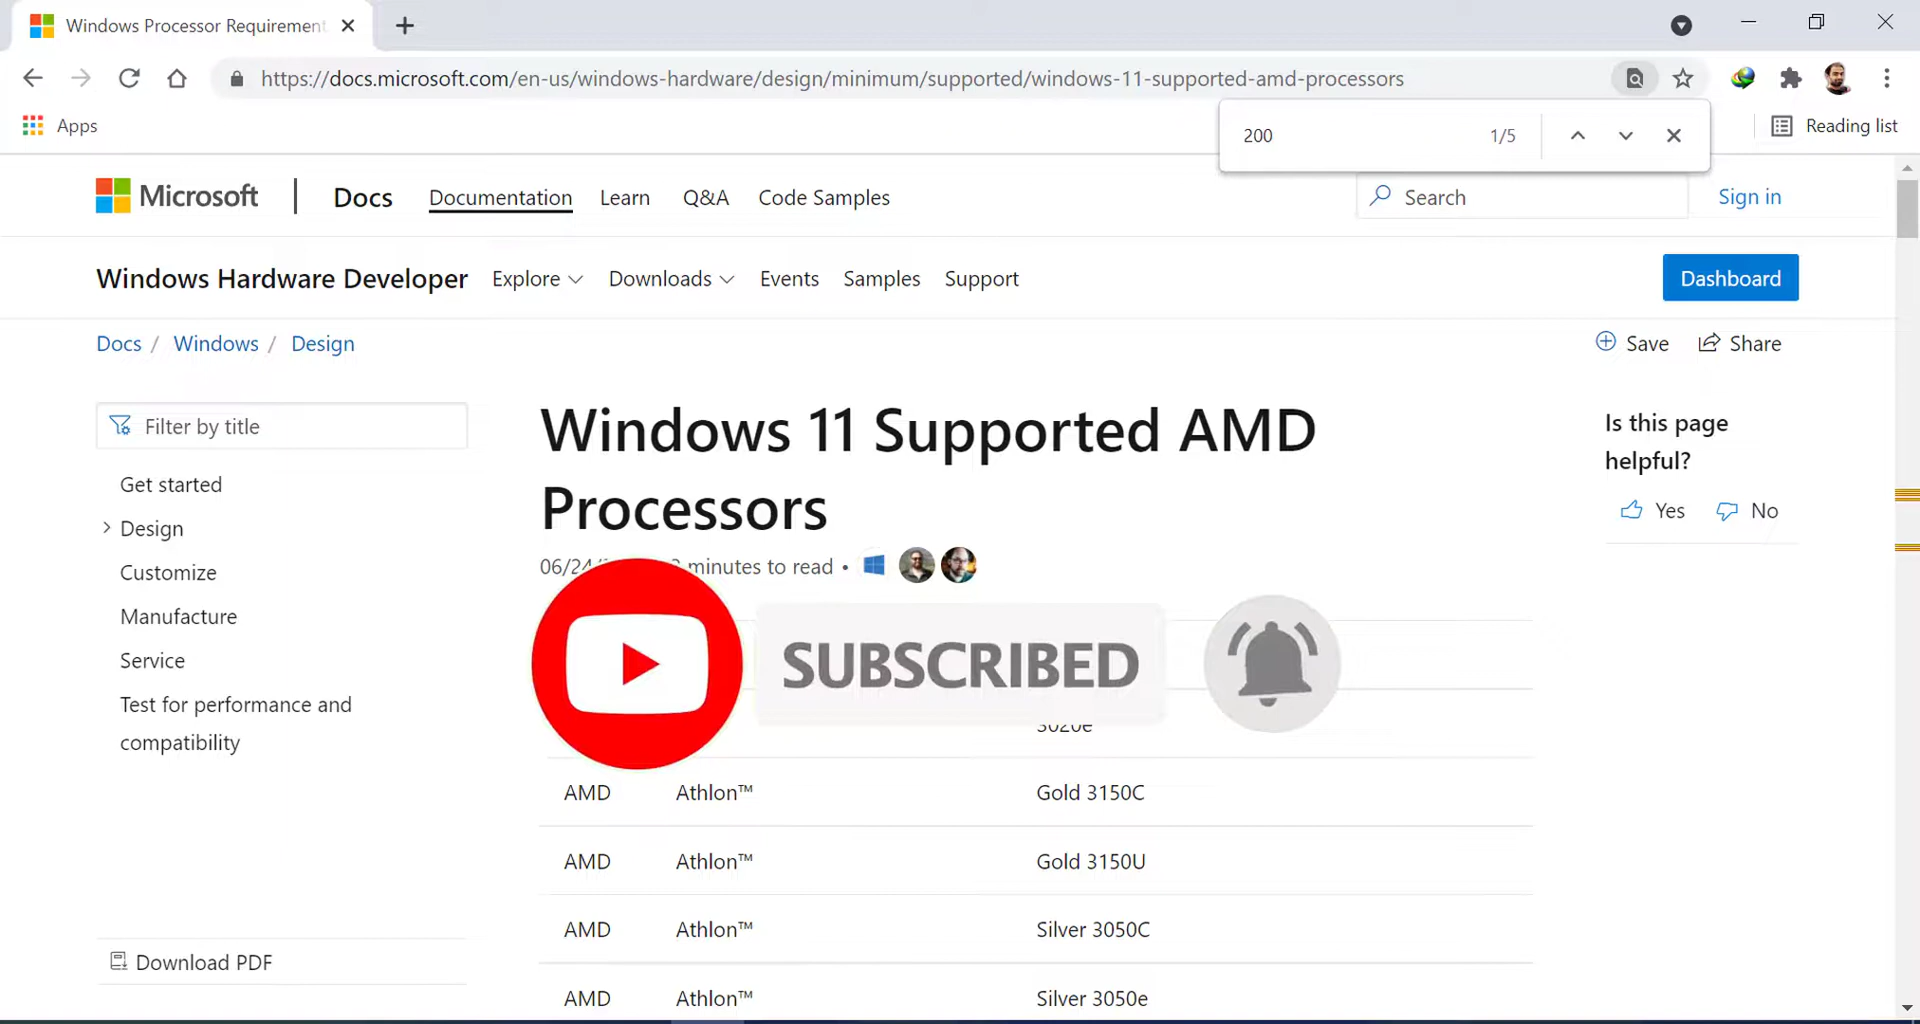 Windows Processor Requirement
https://docs.microsoft.com/en-us/windows-hardware/design/minimum/supported/windows-11-supported-amd-processors
Apps
200 1/5
Reading list
Microsoft Docs Documentation Learn Q&A Code Samples Search Sign in
Windows Hardware Developer Explore Downloads Events Samples Support Dashboard
Docs / Windows / Design
Save Share
Filter by title
Get started
Design
Customize
Manufacture
Service
Test for performance and
compatibility
Download PDF
Windows 11 Supported AMD
Processors
06/24/ minutes to read •
SUBSCRIBED
3020e
AMD Athlon™ Gold 3150C
AMD Athlon™ Gold 3150U
AMD Athlon™ Silver 3050C
AMD Athlon™ Silver 3050e
Is this page
helpful?
Yes No